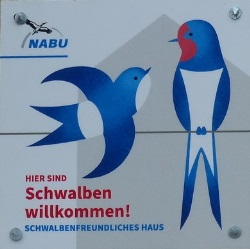 NABU
HIER SIND
Schwalben
willkommen!
SCHWALBENFREUNDLICHES HAUS